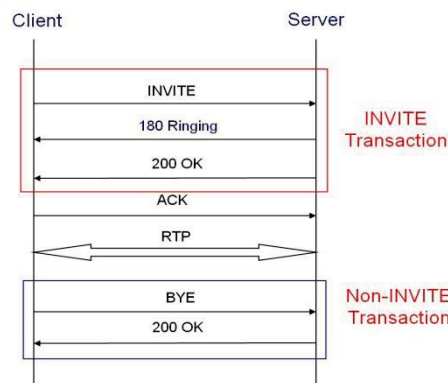 Client
Server
INVITE
180 Ringing
200 OK
INVITE
Transaction
ACK
RTP
BYE
200 OK
Non-INVITE
Transaction